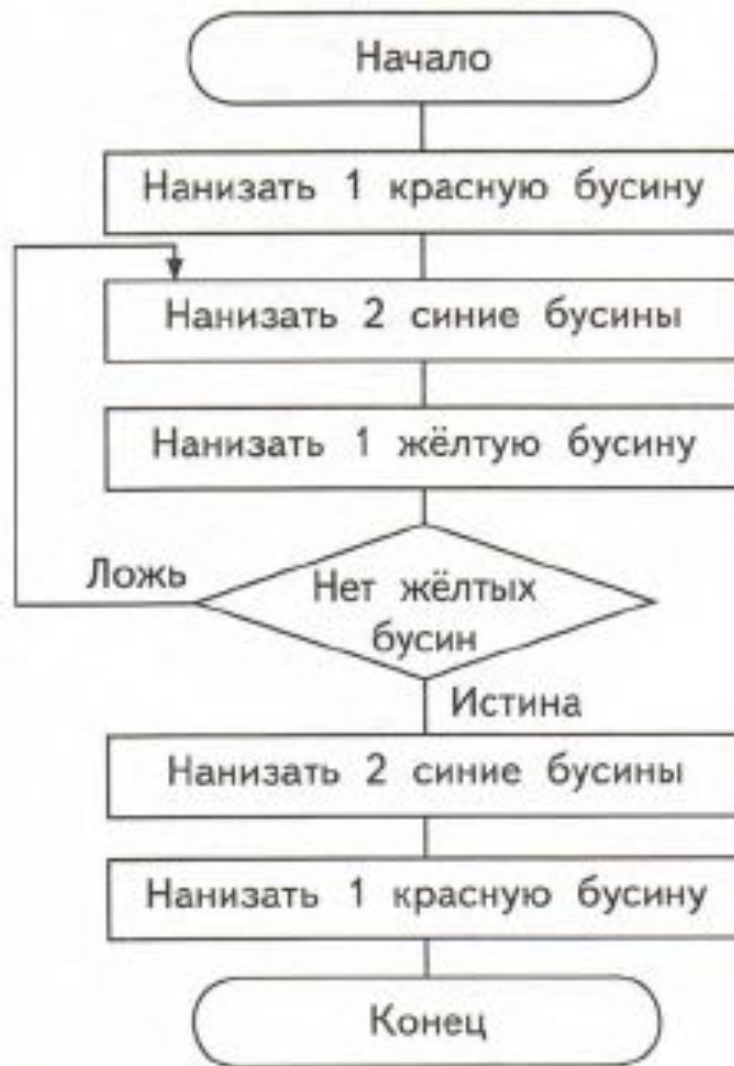 Начало
Нанизать 1 красную бусину
Нанизать 2 синие бусины
Нанизать 1 жёлтую бусину
Ложь
Нет жёлтых
бусин
Истина
Нанизать 2 синие бусины
Нанизать 1 красную бусину
Конец